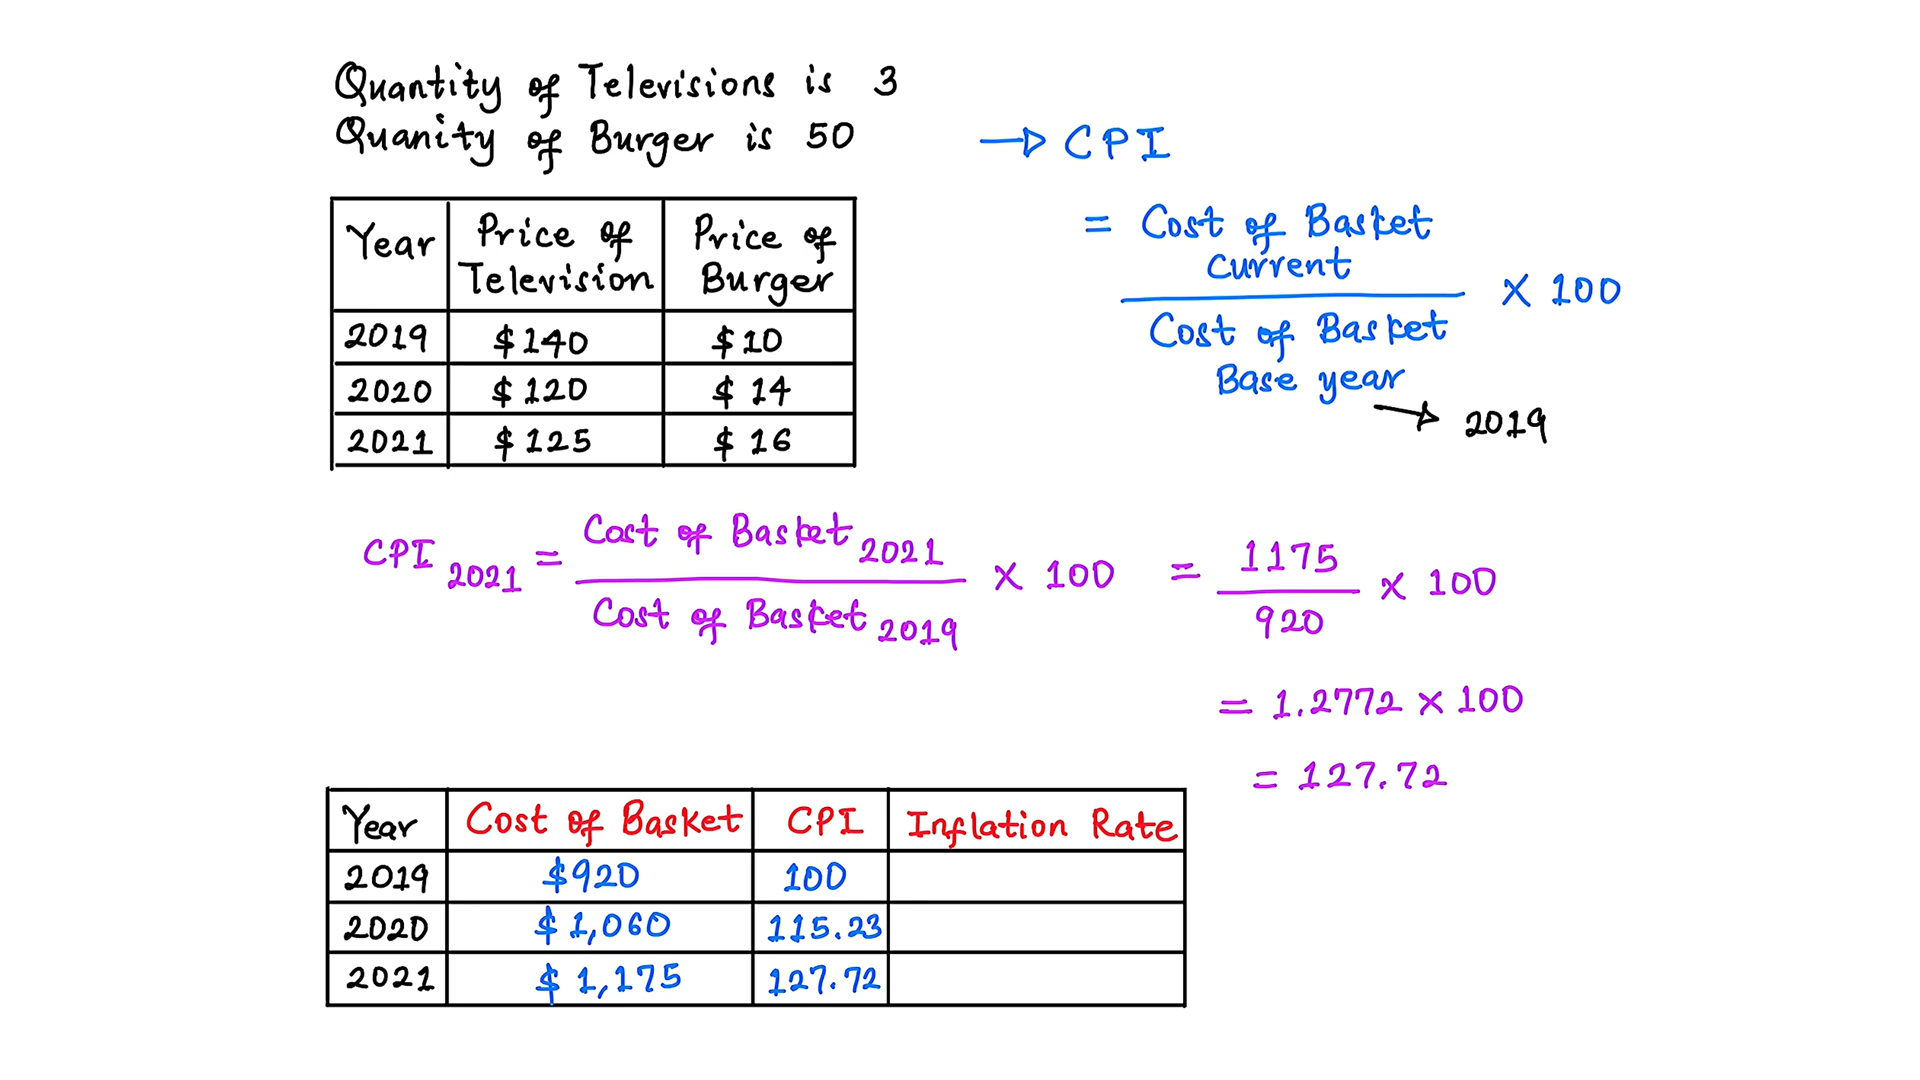 Quantity of Televisions is 3
Quanity of Burger is 50
Year Price of Television Price of Burger
2019 $140 $10
2020 $120 $14
2021 $125 $16
→ CPI
= Cost of Basket
Current
× 100
Cost of Basket
Base year
→ 2019
CPI 2021 = Cost of Basket 2021
× 100 = 1175
× 100
Cost of Basket 2019
920
= 1.2772 × 100
= 127.72
Year Cost of Basket CPI Inflation Rate
2019 $920 100
2020 $1,060 115.23
2021 $1,175 127.72